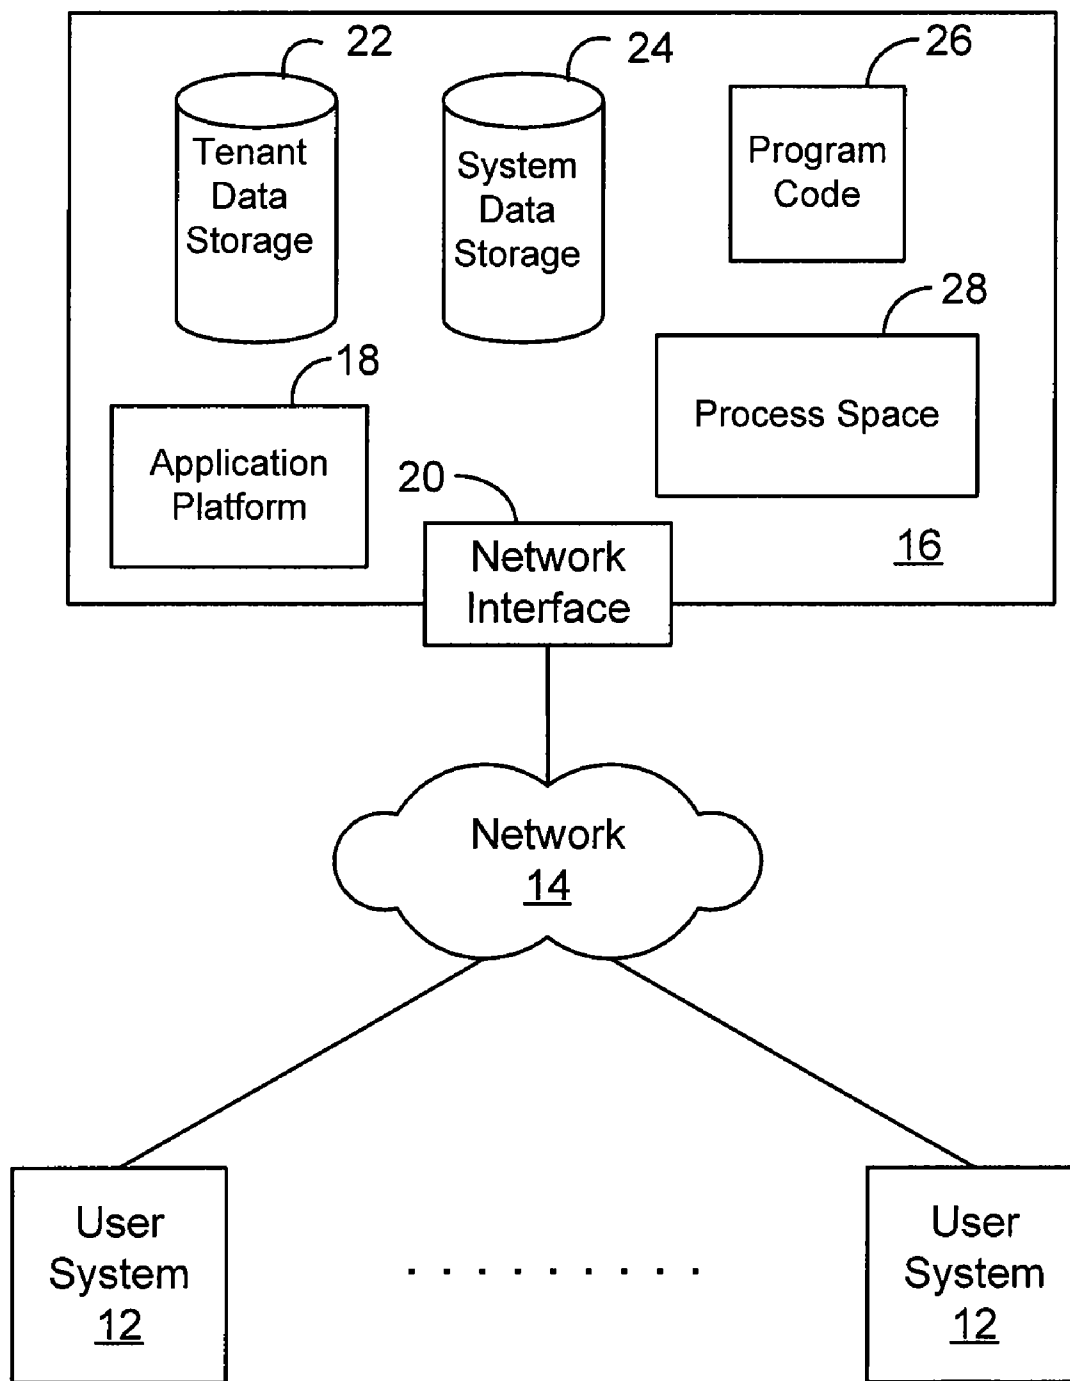 22
24
26
Tenant
Data
Storage
System
Data
Storage
Program
Code
28
Process Space
18
Application
Platform
20
16
Network
Interface
Network
14
User
System
12
. . . . . . . . .
User
System
12